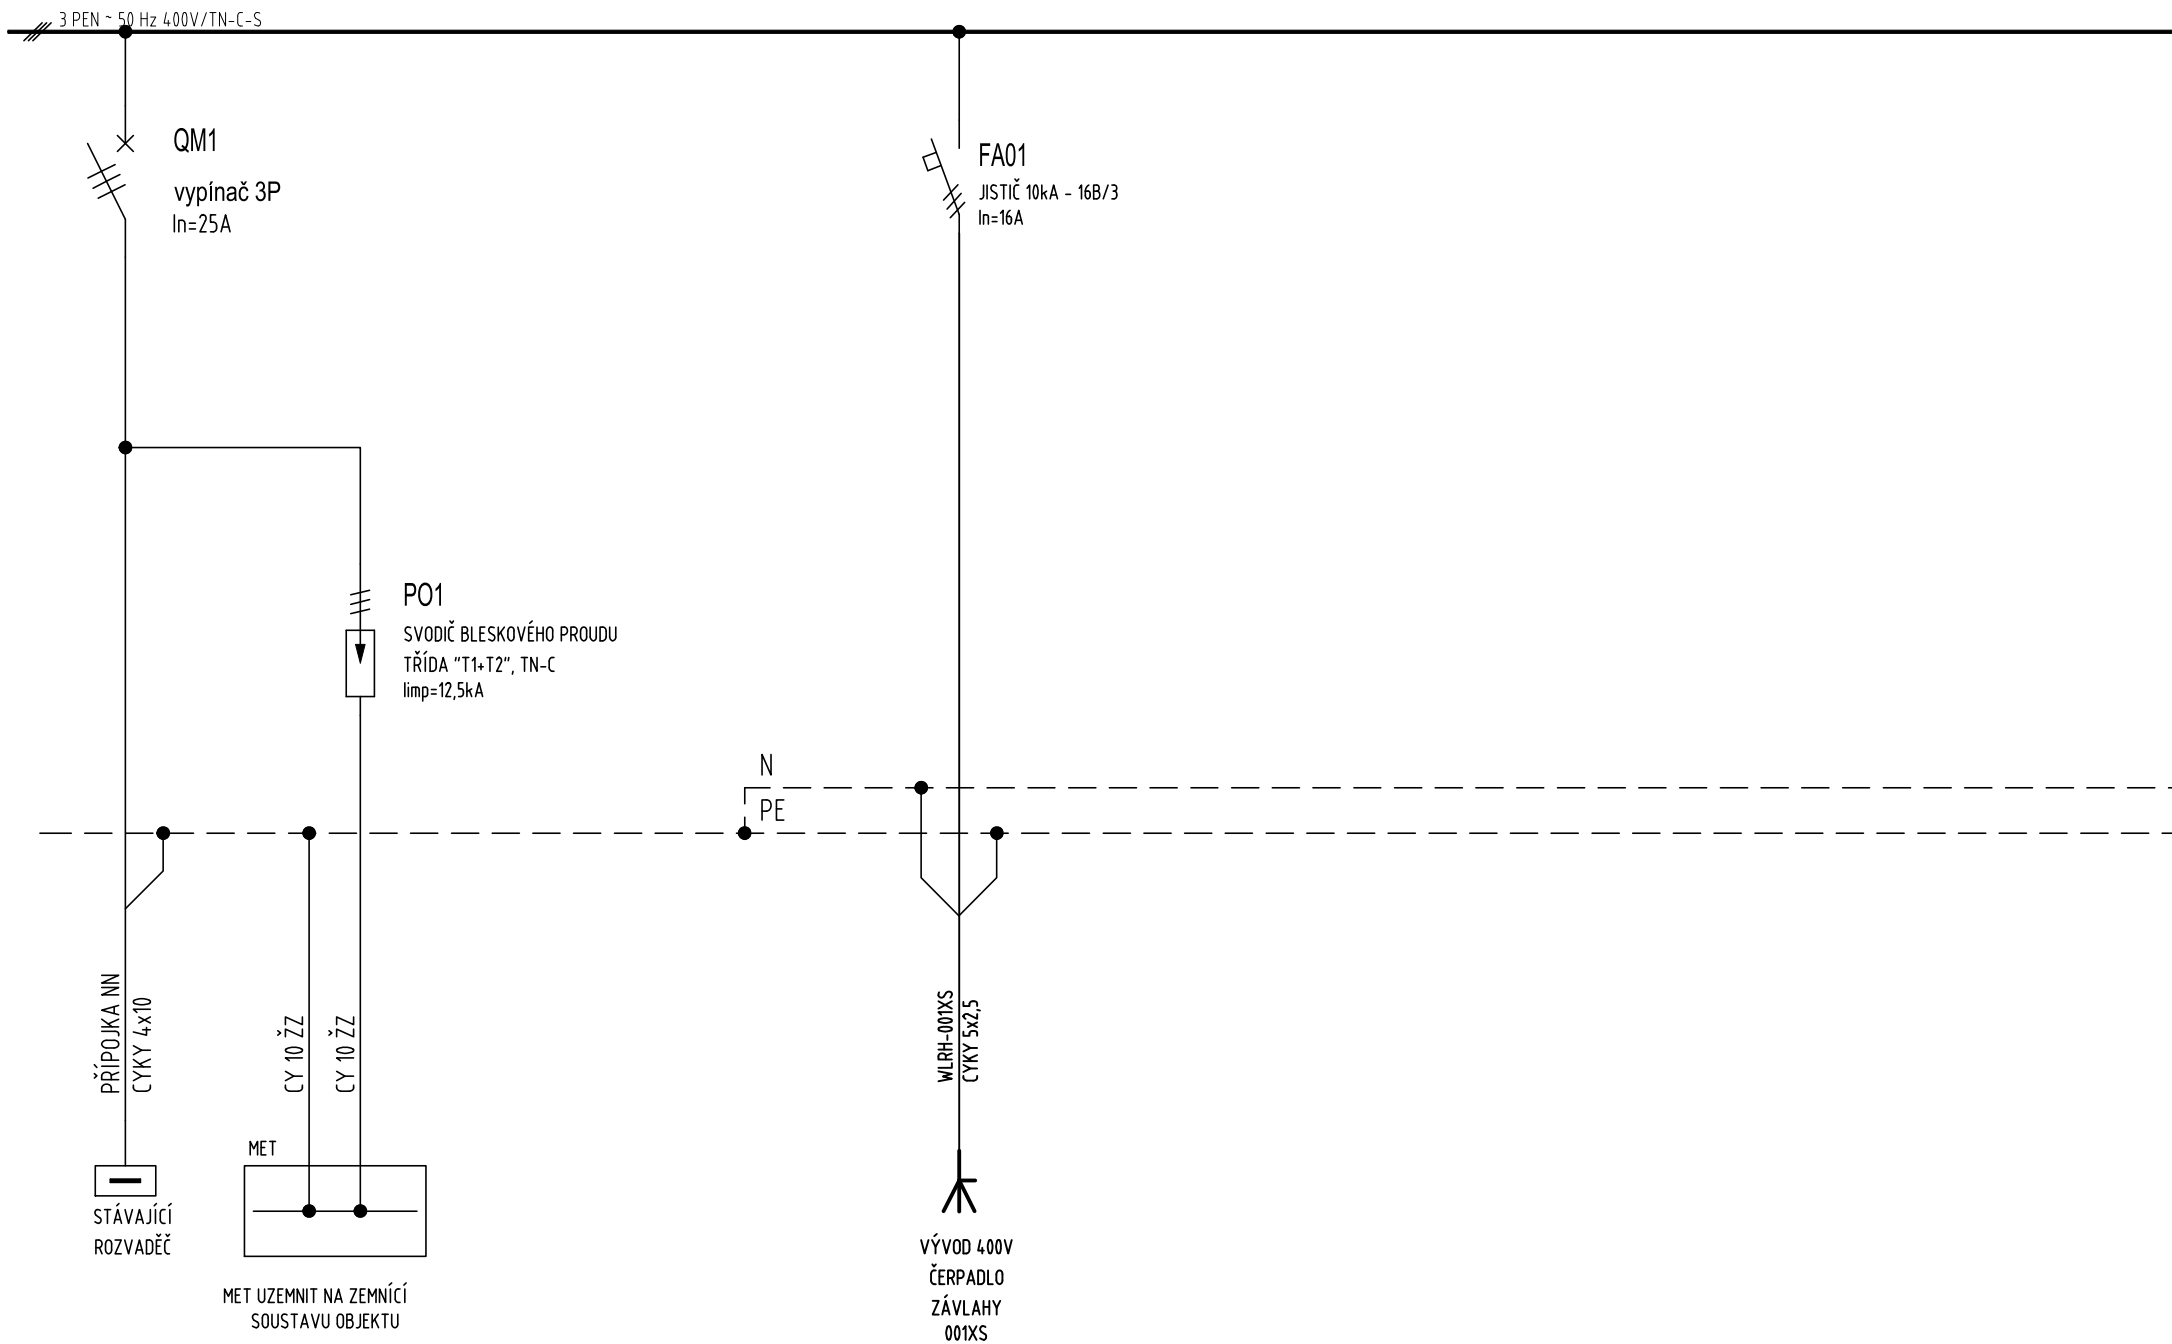 3 PEN ~ 50 Hz 400V/TN-C-S
QM1
vypínač 3P
In=25A
FA01
JISTIČ 10kA - 16B/3
In=16A
PO1
SVODIČ BLESKOVÉHO PROUDU
TŘÍDA "T1+T2", TN-C
Iimp=12,5kA
N
PE
PŘÍPOJKA NN
CYKY 4x10
CY 10 ŽZ
CY 10 ŽZ
WLRH-001XS
CYKY 5x2,5
MET
STÁVAJÍCÍ
ROZVADĚČ
MET UZEMNIT NA ZEMNÍCÍ
SOUSTAVU OBJEKTU
VÝVOD 400V
ČERPADLO
ZÁVLAHY
001XS